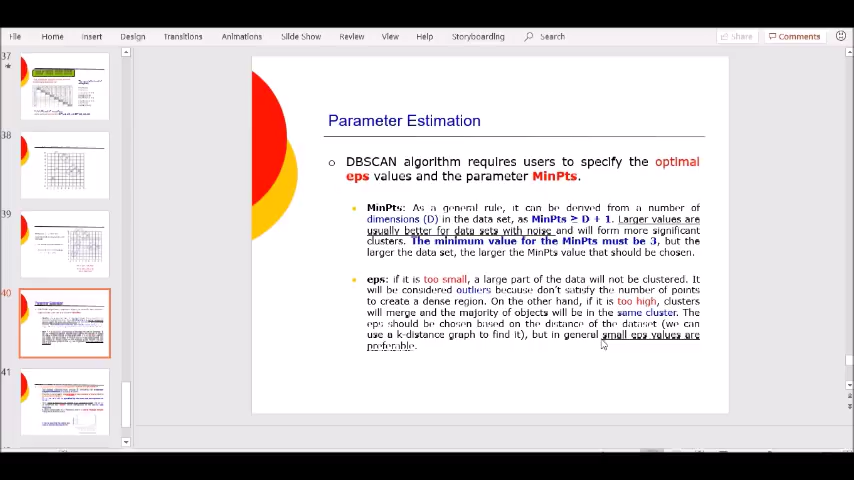 File Home Insert Design Transitions Animations Slide Show Review View Help Storyboarding Search Share Comments
37
38
39
40
41
Parameter Estimation
DBSCAN algorithm requires users to specify the optimal
eps values and the parameter MinPts.
MinPts: As a general rule, it can be derived from a number of
dimensions (D) in the data set, as MinPts ≥ D + 1. Larger values are
usually better for data sets with noise and will form more significant
clusters. The minimum value for the MinPts must be 3, but the
larger the data set, the larger the MinPts value that should be chosen.
eps: if it is too small, a large part of the data will not be clustered. It
will be considered outliers because don't satisfy the number of points
to create a dense region. On the other hand, if it is too high, clusters
will merge and the majority of objects will be in the same cluster. The
eps should be chosen based on the distance of the dataset (we can
use a k-distance graph to find it), but in general small eps values are
preferable.